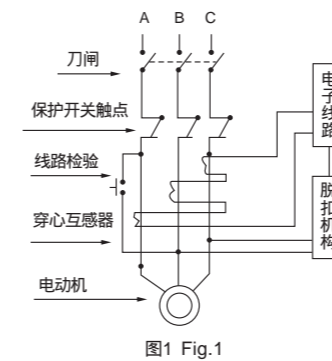 A B C
刀闸
保护开关触点
线路检验
穿心互感器
电动机
电子线路
脱扣机构
图1 Fig.1